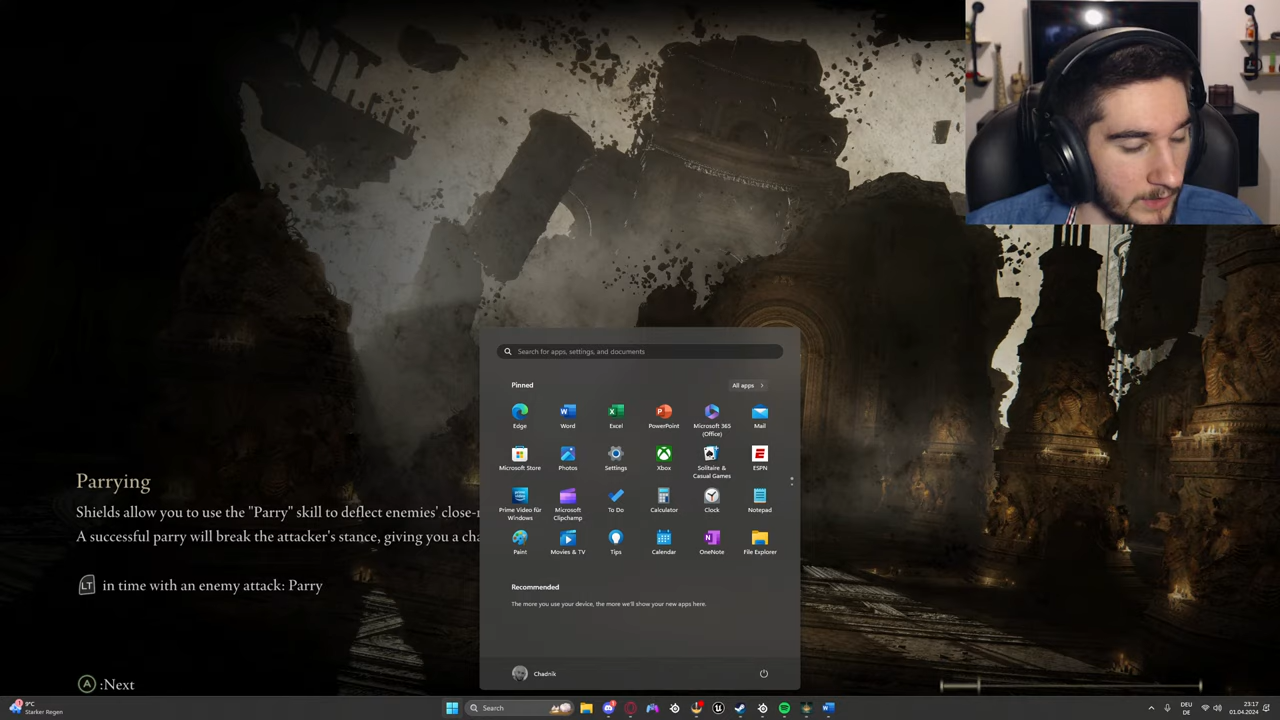 Search for apps, settings, and documents
Pinned
All apps
Edge
Word
Excel
PowerPoint
Microsoft 365
(Office)
Mail
Microsoft Store
Photos
Settings
Xbox
Solitaire &
Casual Games
ESPN
Prime Video for
Windows
Microsoft
Clipchamp
To Do
Calculator
Clock
Notepad
Paint
Movies & TV
Tips
Calendar
OneNote
File Explorer
Recommended
The more you use your device, the more we'll show your new apps here.
Chadnik
Parrying
Shields allow you to use the "Parry" skill to deflect enemies' close-
A successful parry will break the attacker's stance, giving you a
LT in time with an enemy attack: Parry
A :Next
9°C
Starker Regen
Search
DEU
DE
23:17
01.04.2024